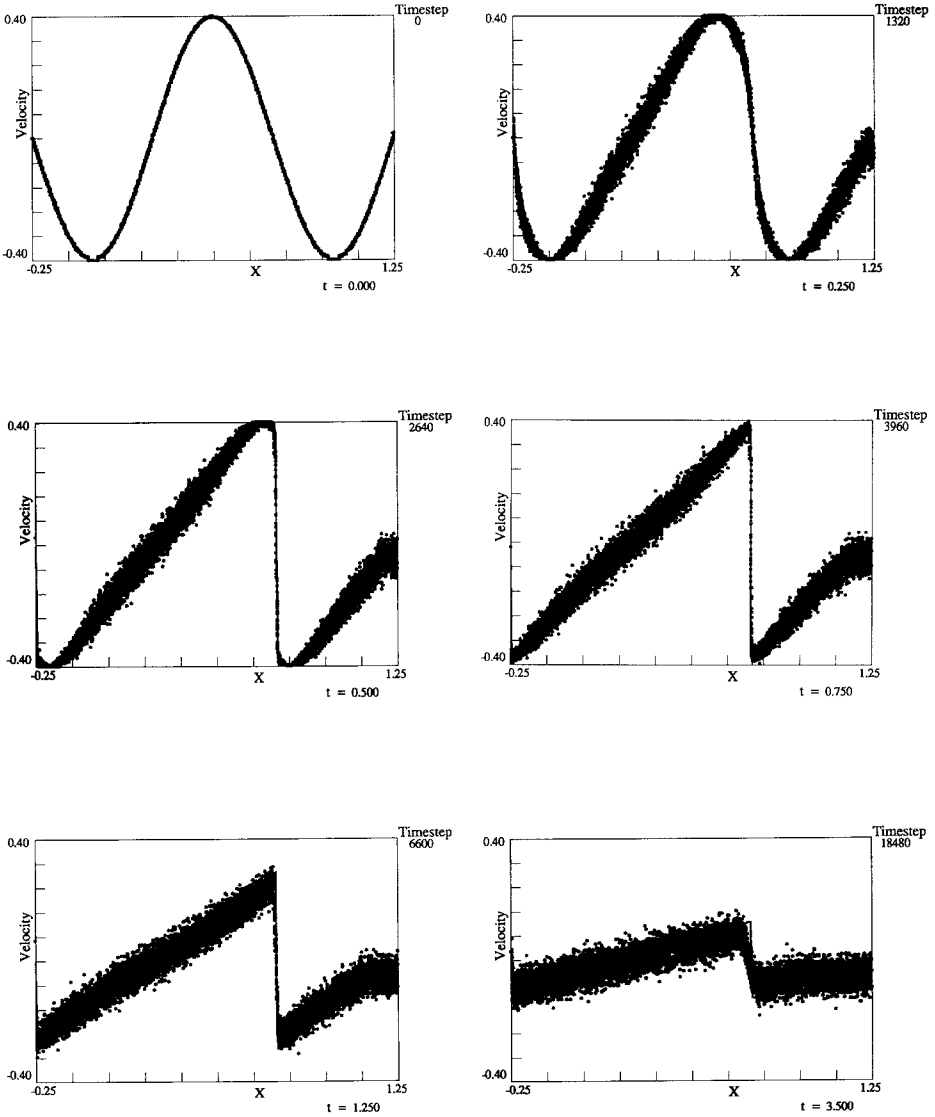 0.40
Timestep
0
Velocity
-0.40
-0.25
X
1.25
t = 0.000
0.40
Timestep
1320
Velocity
-0.40
-0.25
X
1.25
t = 0.250
0.40
Timestep
2640
Velocity
-0.40
-0.25
X
1.25
t = 0.500
0.40
Timestep
3960
Velocity
-0.40
-0.25
X
1.25
t = 0.750
0.40
Timestep
6600
Velocity
-0.40
-0.25
X
1.25
t = 1.250
0.40
Timestep
18480
Velocity
-0.40
-0.25
X
1.25
t = 3.500